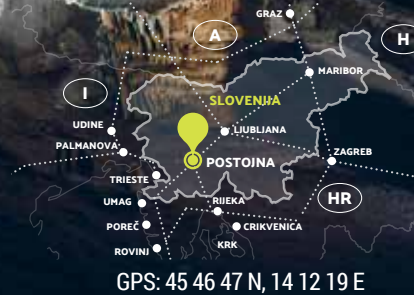 GRAZ
A
H
MARIBOR
I
SLOVENIJA
UDINE
LJUBLJANA
PALMANOVA
POSTOJNA
ZAGREB
TRIESTE
HR
UMAG
RIJEKA
POREČ
CRIKVENICA
KRK
ROVINJ
GPS: 45 46 47 N, 14 12 19 E